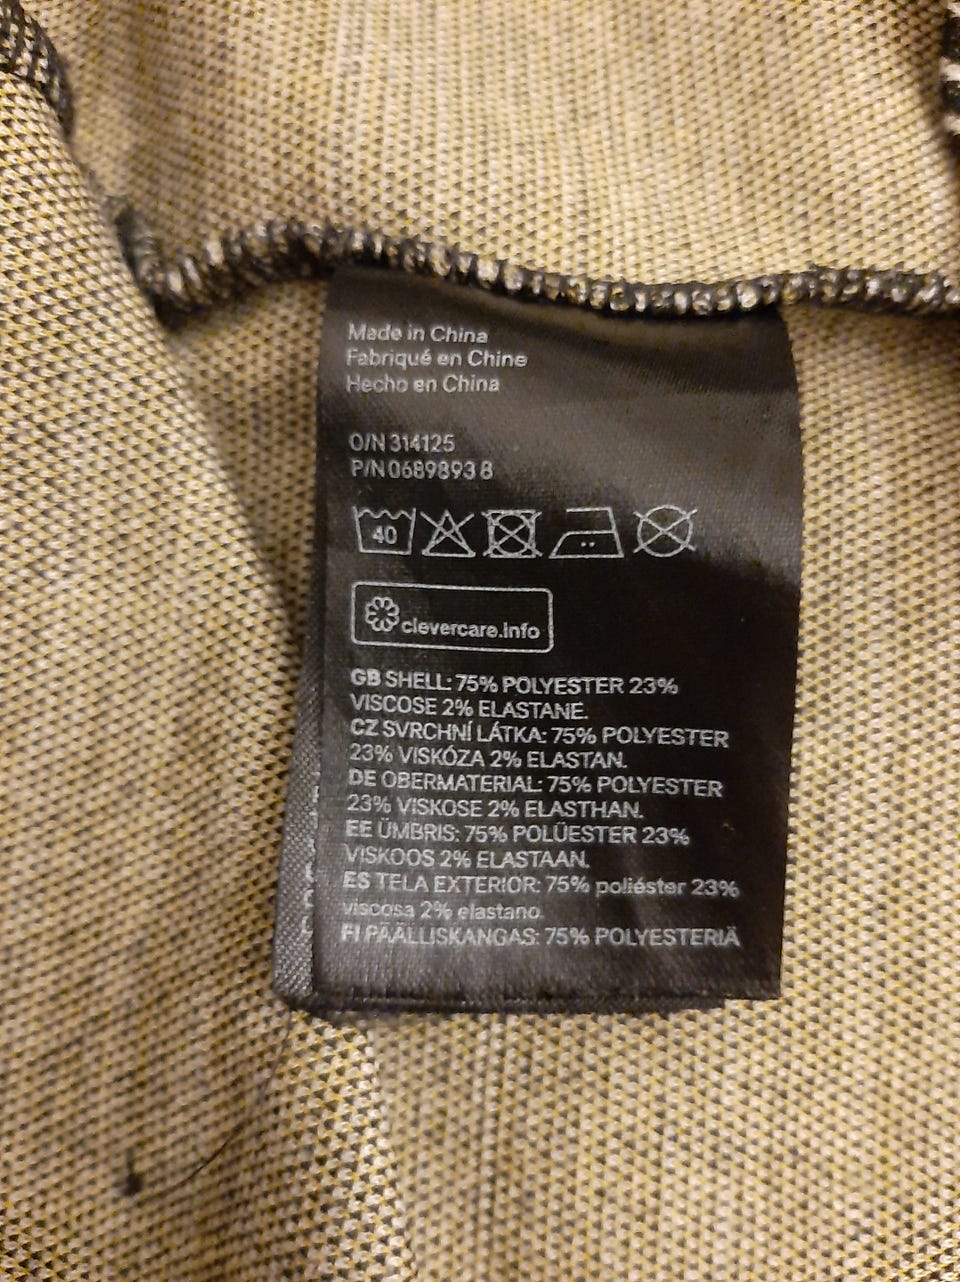 Made in China
Fabriqué en Chine
Hecho en China
O/N 314125
P/N 0689893 8
40
clevercare.info
GB SHELL: 75% POLYESTER 23%
VISCOSE 2% ELASTANE.
CZ SVRCHNÍ LÁTKA: 75% POLYESTER
23% VISKÓZA 2% ELASTAN.
DE OBERMATERIAL: 75% POLYESTER
23% VISKOSE 2% ELASTHAN.
EE ÜMBRIS: 75% POLÜESTER 23%
VISKOOS 2% ELASTAAN.
ES TELA EXTERIOR: 75% poliéster 23%
viscosa 2% elastano.
FI PÄÄLLISKANGAS: 75% POLYESTERIÄ